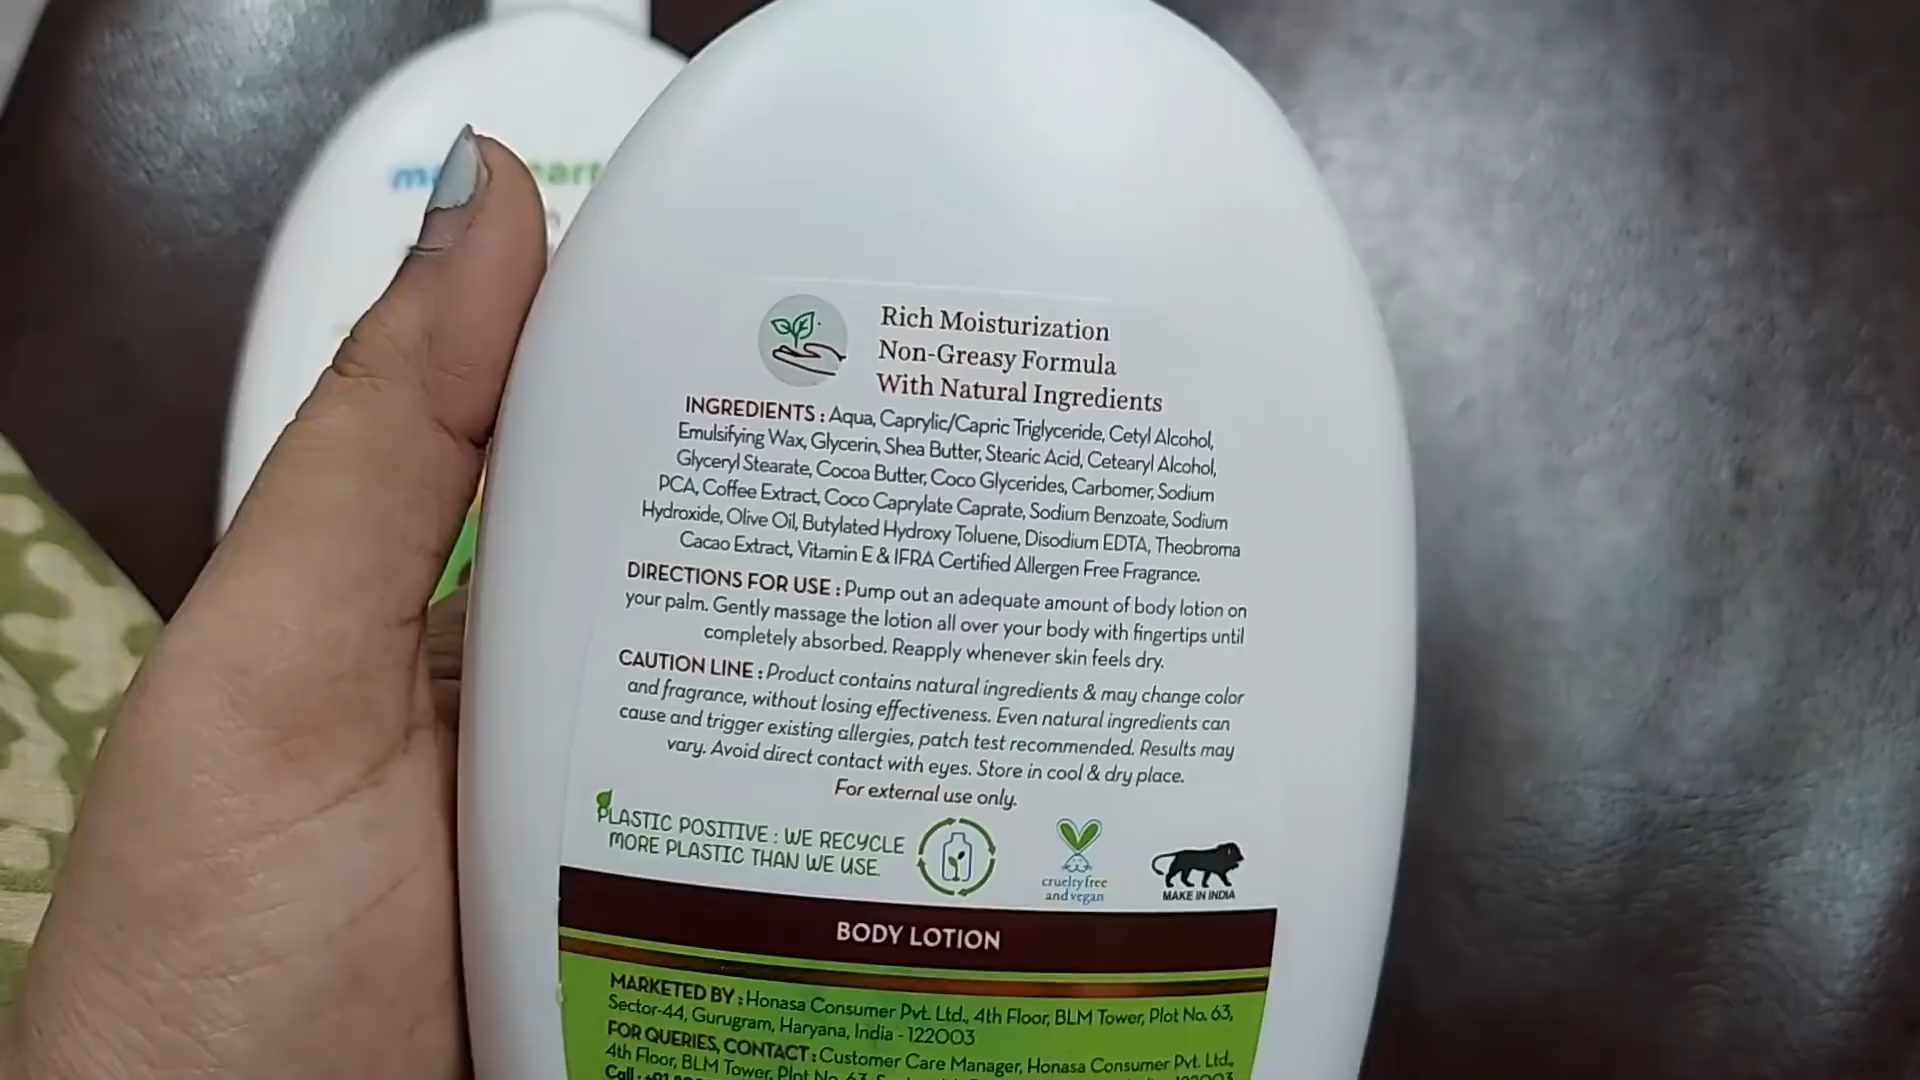 Rich Moisturization
Non-Greasy Formula
With Natural Ingredients
INGREDIENTS : Aqua, Caprylic/Capric Triglyceride, Cetyl Alcohol,
Emulsifying Wax, Glycerin, Shea Butter, Stearic Acid, Cetearyl Alcohol,
Glyceryl Stearate, Cocoa Butter, Coco Glycerides, Carbomer, Sodium
PCA, Coffee Extract, Coco Caprylate Caprate, Sodium Benzoate, Sodium
Hydroxide, Olive Oil, Butylated Hydroxy Toluene, Disodium EDTA, Theobroma
Cacao Extract, Vitamin E & IFRA Certified Allergen Free Fragrance.
DIRECTIONS FOR USE : Pump out an adequate amount of body lotion on
your palm. Gently massage the lotion all over your body with fingertips until
completely absorbed. Reapply whenever skin feels dry.
CAUTION LINE : Product contains natural ingredients & may change color
and fragrance, without losing effectiveness. Even natural ingredients can
cause and trigger existing allergies, patch test recommended. Results may
vary. Avoid direct contact with eyes. Store in cool & dry place.
For external use only.
PLASTIC POSITIVE : WE RECYCLE
MORE PLASTIC THAN WE USE.
cruelty free
and vegan
MAKE IN INDIA
BODY LOTION
MARKETED BY : Honasa Consumer Pvt. Ltd., 4th Floor, BLM Tower, Plot No. 63,
Sector-44, Gurugram, Haryana, India - 122003
FOR QUERIES, CONTACT : Customer Care Manager, Honasa Consumer Pvt. Ltd.,
4th Floor, BLM Tower, Plot No. 63,
Call :